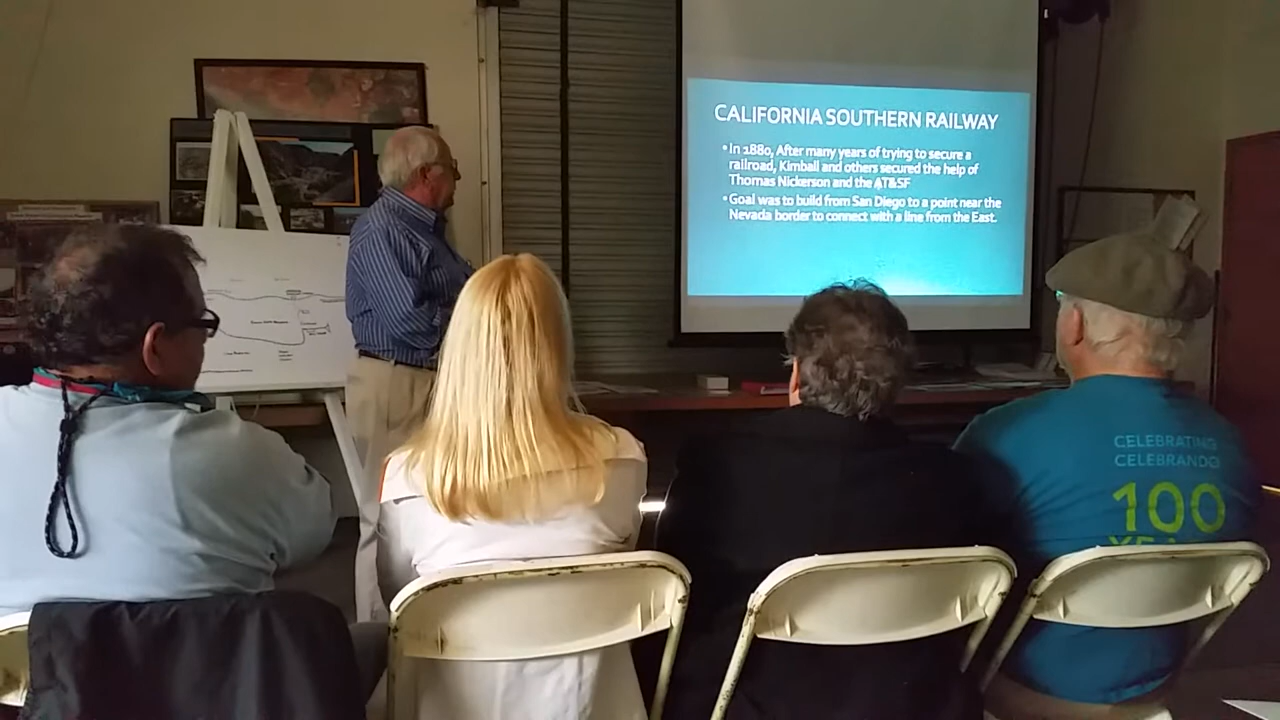 CALIFORNIA SOUTHERN RAILWAY
• In 1880, After many years of trying to secure a
railroad, Kimball and others secured the help of
Thomas Nickerson and the AT&SF
• Goal was to build from San Diego to a point near the
Nevada border to connect with a line from the East.
CELEBRATING
CELEBRANDO
100